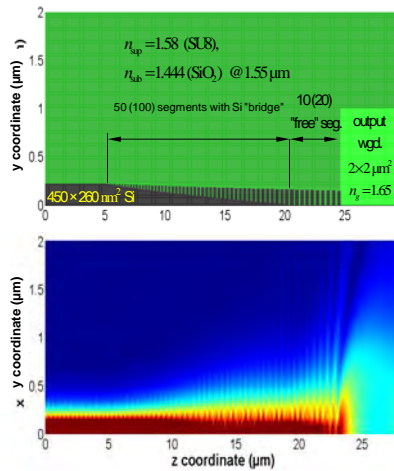 2
1.5
1
0.5
0
y coordinate (µm)
n_sup =1.58 (SU8),
n_sub =1.444 (SiO₂) @1.55 µm
50 (100) segments with Si "bridge"
10(20)
"free" seg.
output
wgd.
2×2 µm²
n_g =1.65
450×260 nm² Si
0 5 10 15 20 25
2
1.5
1
0.5
0
x y coordinate (µm)
0 5 10 15 20 25
z coordinate (µm)